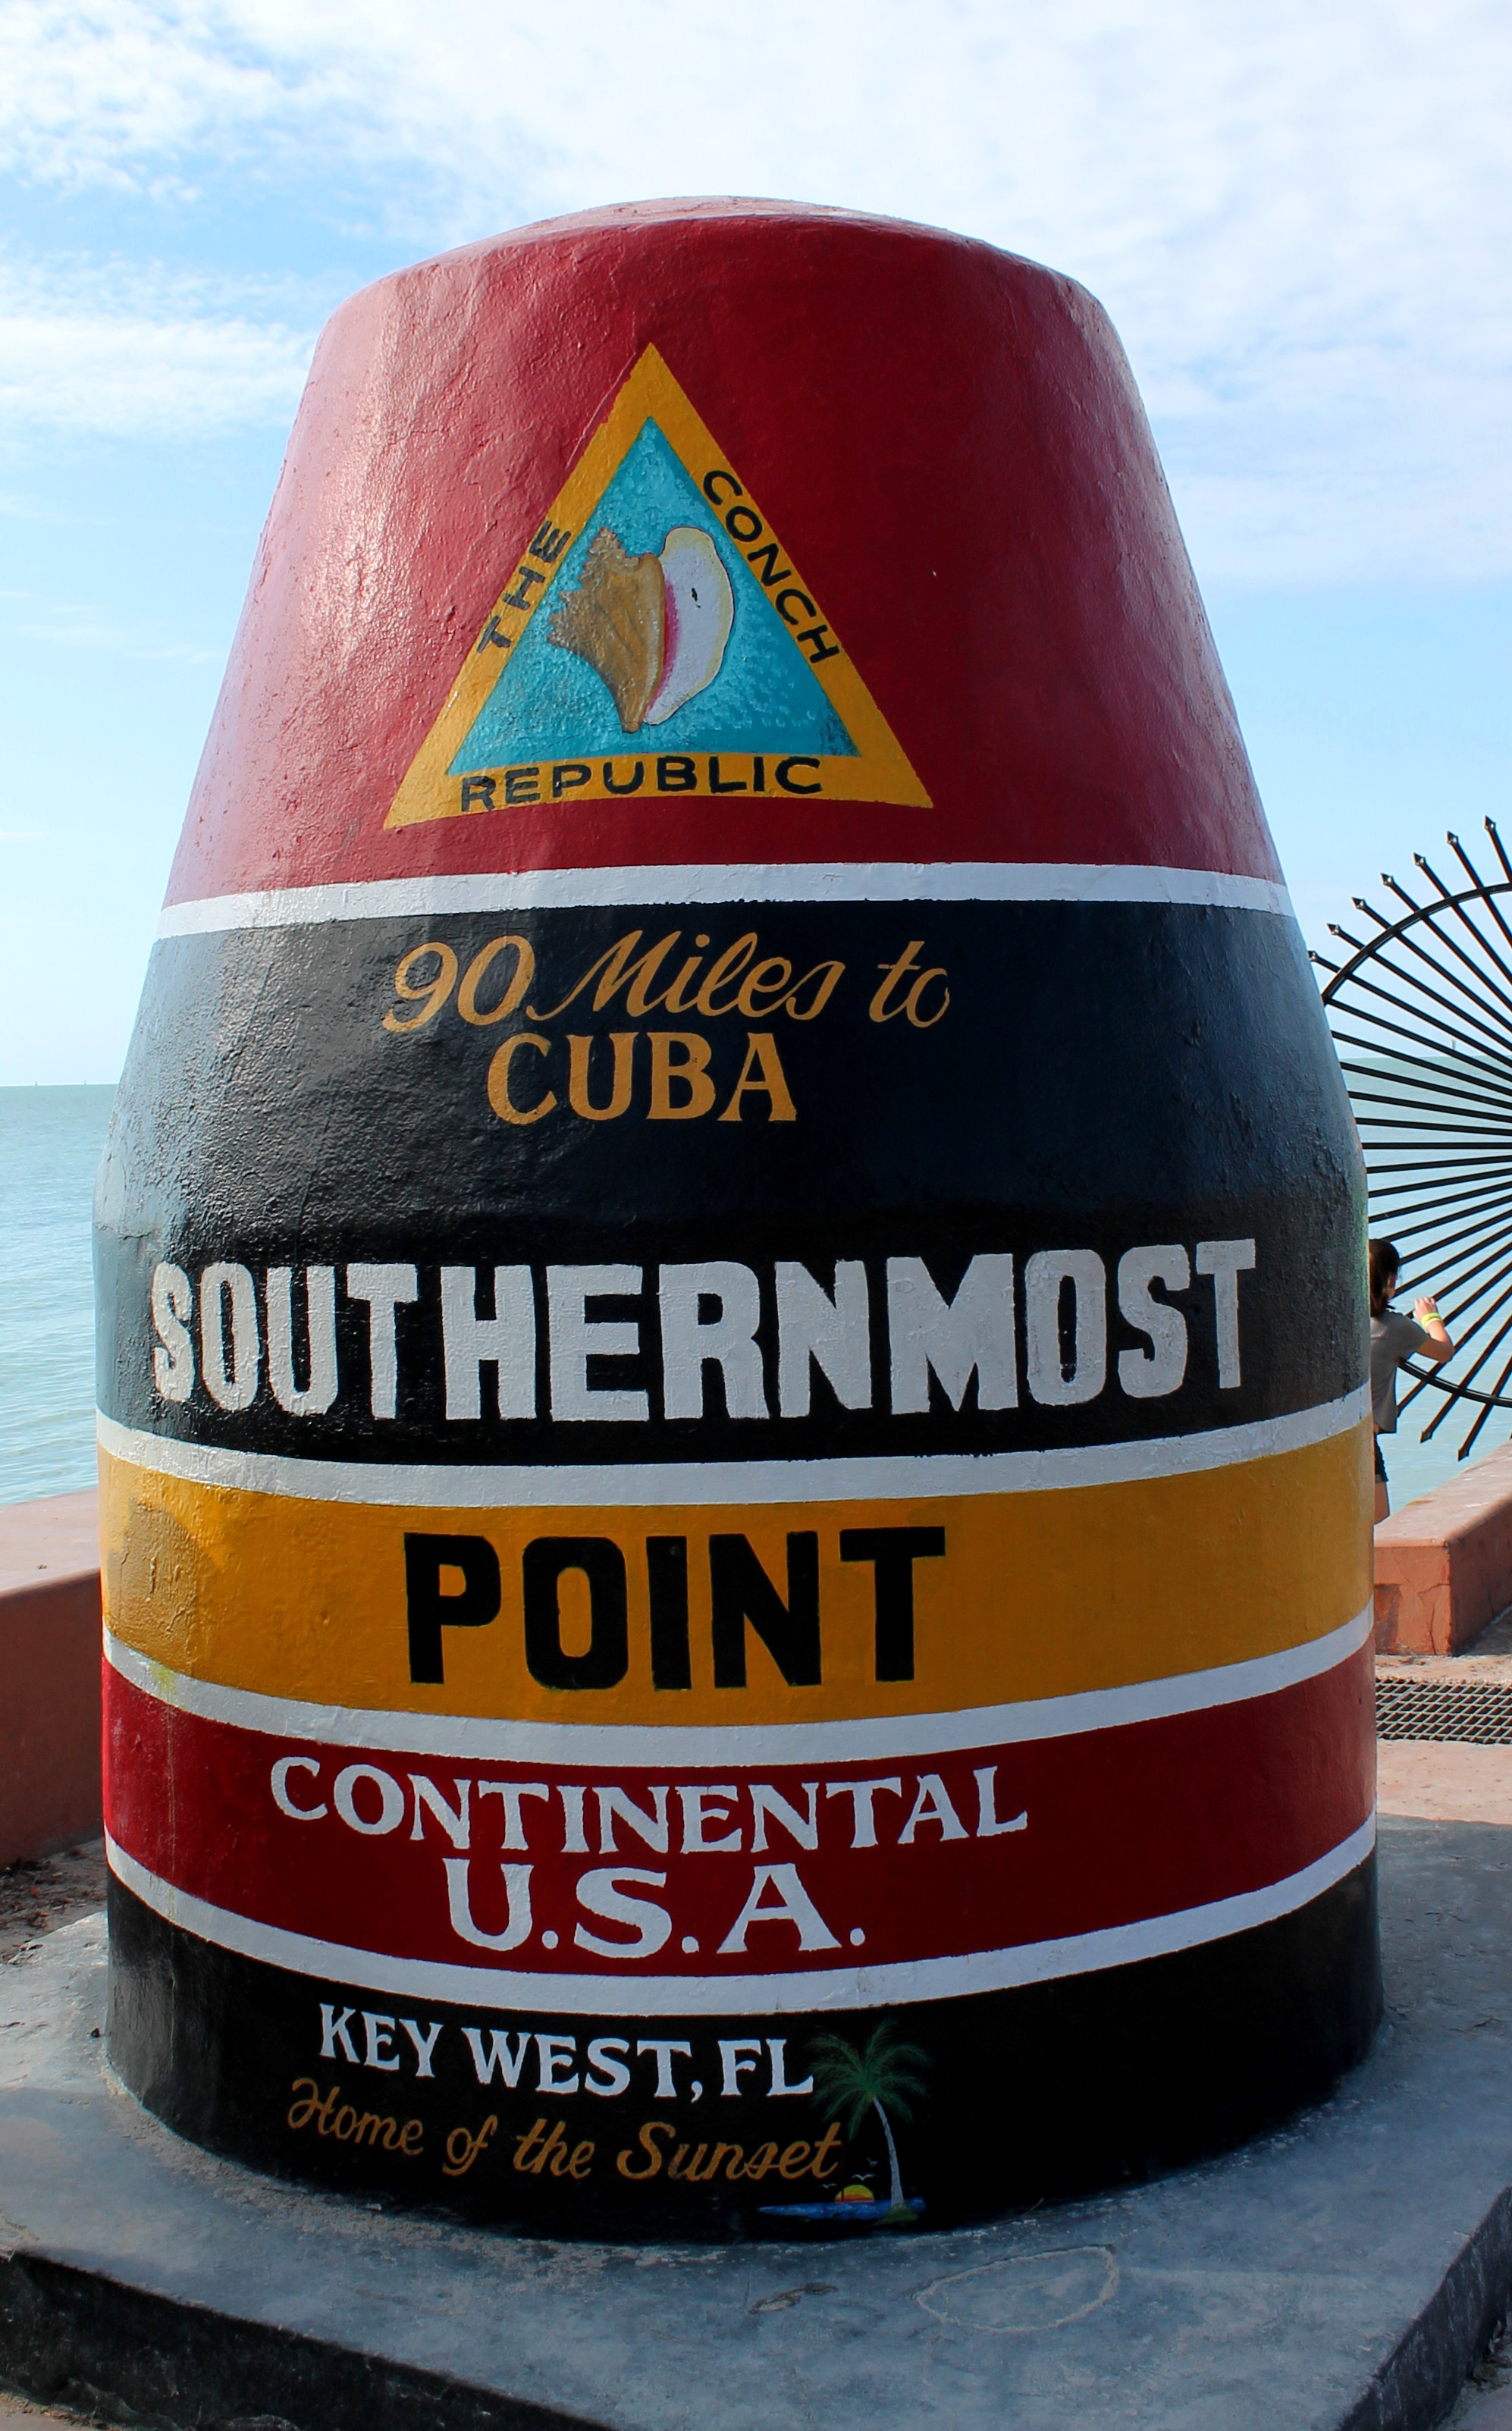 THE CONCH
REPUBLIC
90 Miles to
CUBA
SOUTHERNMOST
POINT
CONTINENTAL
U.S.A.
KEY WEST, FL
Home of the Sunset